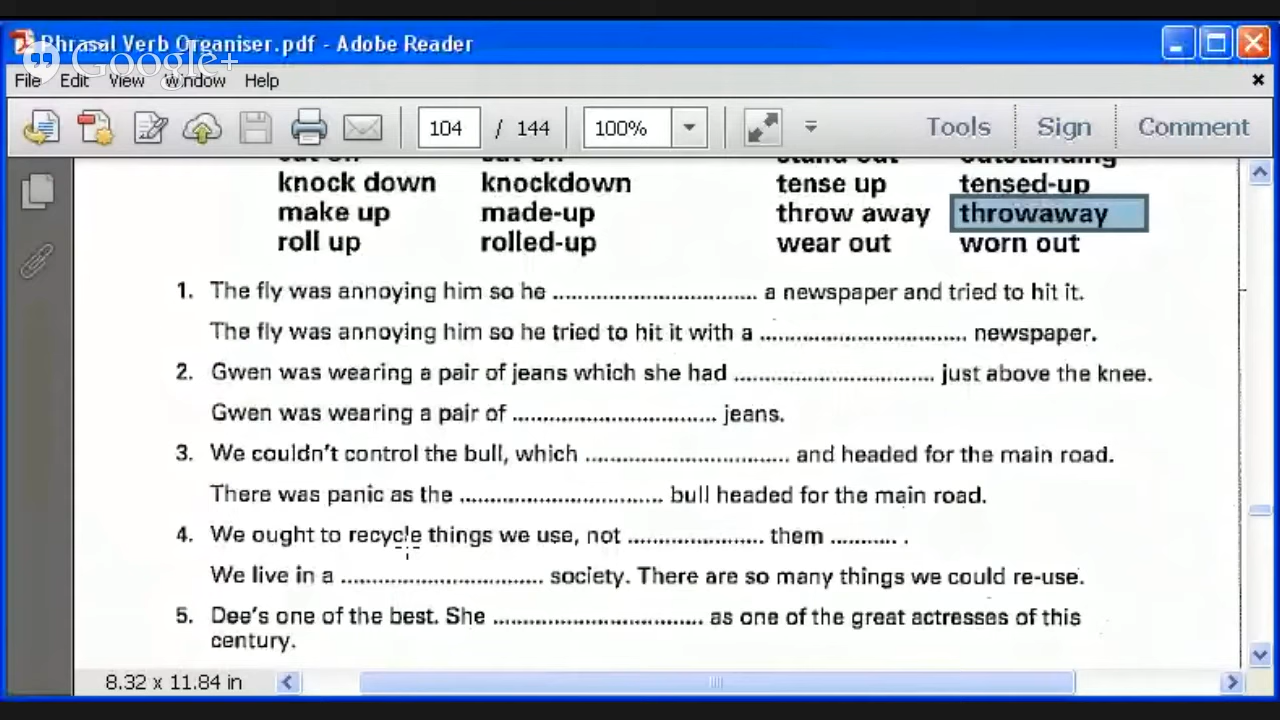 Phrasal Verb Organiser.pdf - Adobe Reader
Google+
File Edit View Window Help
104 / 144 100% Tools Sign Comment
cut off cut-off stand out outstanding
knock down knockdown tense up tensed-up
make up made-up throw away throwaway
roll up rolled-up wear out worn out
1. The fly was annoying him so he .............................. a newspaper and tried to hit it.
The fly was annoying him so he tried to hit it with a .............................. newspaper.
2. Gwen was wearing a pair of jeans which she had .............................. just above the knee.
Gwen was wearing a pair of .............................. jeans.
3. We couldn't control the bull, which .............................. and headed for the main road.
There was panic as the .............................. bull headed for the main road.
4. We ought to recycle things we use, not .................... them .......... .
We live in a .............................. society. There are so many things we could re-use.
5. Dee's one of the best. She .............................. as one of the great actresses of this
century.
8.32 x 11.84 in